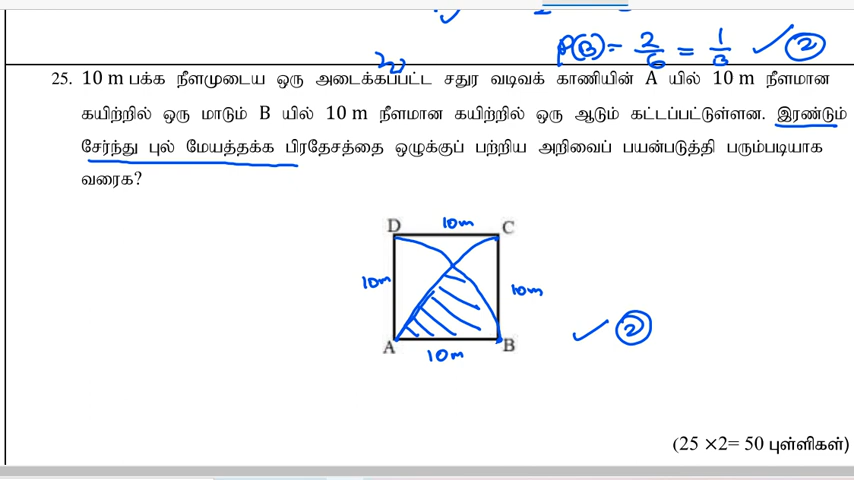 P(B) = 2/6 = 1/3 ✓ ②
25. 10 m பக்க நீளமுடைய ஒரு அடைக்கப்பட்ட சதுர வடிவக் காணியின் A யில் 10 m நீளமான
கயிற்றில் ஒரு மாடும் B யில் 10 m நீளமான கயிற்றில் ஒரு ஆடும் கட்டப்பட்டுள்ளன. இரண்டும்
சேர்ந்து புல் மேயத்தக்க பிரதேசத்தை ஒழுக்குப் பற்றிய அறிவைப் பயன்படுத்தி பரும்படியாக
வரைக?
D 10m C
10m 10m
✓ ②
A 10m B
(25 ×2= 50 புள்ளிகள்)